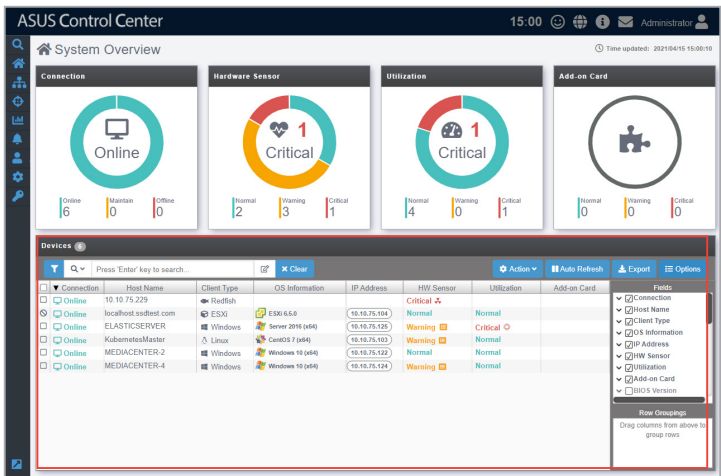 ASUS Control Center
15:00
Administrator
System Overview
Time updated: 2021/04/15 15:00:10
Connection
Hardware Sensor
Utilization
Add-on Card
Online
1
Critical
1
Critical
Online
6
Maintain
0
Offline
0
Normal
2
Warning
3
Critical
1
Normal
4
Warning
0
Critical
1
Normal
0
Warning
0
Critical
0
Devices 6
Press 'Enter' key to search...
Clear
Action
Auto Refresh
Export
Options
Connection Host Name Client Type OS Information IP Address HW Sensor Utilization Add-on Card
Online 10.10.75.229 Redfish Critical
Online localhost.ssdtest.com ESXi ESXi 6.5.0 10.10.75.104 Normal Normal
Online ELASTICSERVER Windows Server 2016 (x64) 10.10.75.125 Warning Critical
Online KubernetesMaster Linux CentOS 7 (x64) 10.10.75.103 Warning Normal
Online MEDIACENTER-2 Windows Windows 10 (x64) 10.10.75.122 Normal Normal
Online MEDIACENTER-4 Windows Windows 10 (x64) 10.10.75.124 Warning Normal
Fields
Connection
Host Name
Client Type
OS Information
IP Address
HW Sensor
Utilization
Add-on Card
BIOS Version
Row Groupings
Drag columns from above to
group rows